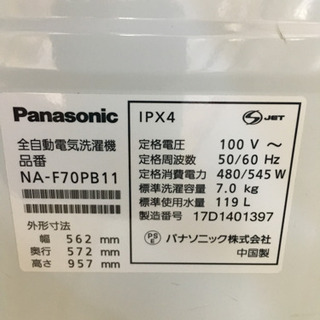 Panasonic
全自動電気洗濯機
品番
NA-F70PB11
外形寸法
幅 562 mm
奥行 572 mm
高さ 957 mm
IPX4
S JET
定格電圧 100 V ～
定格周波数 50/60 Hz
定格消費電力 480/545 W
標準洗濯容量 7.0 kg
標準使用水量 119 L
製造番号 17D1401397
PS E パナソニック株式会社
中国製